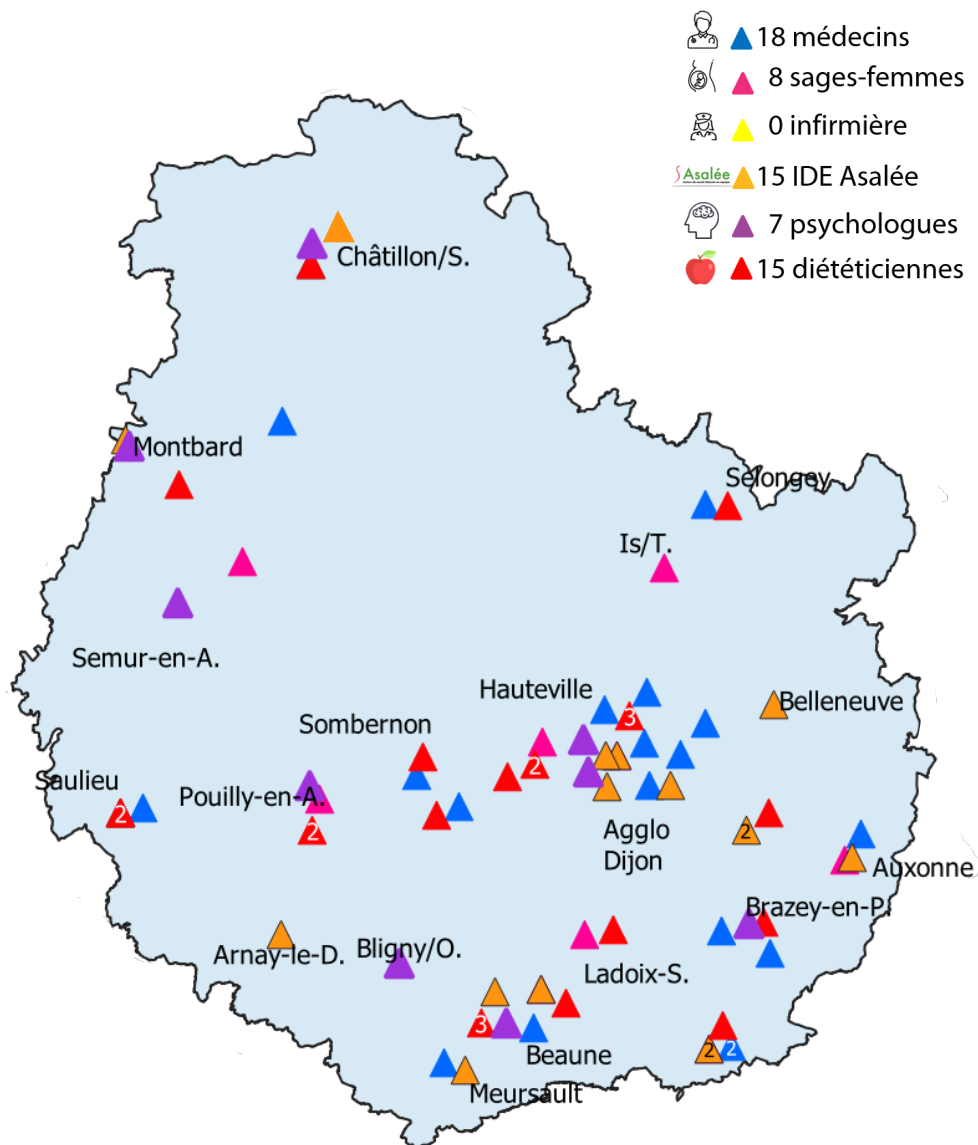 18 médecins
8 sages-femmes
0 infirmière
Asalée 15 IDE Asalée
7 psychologues
15 diététiciennes
Châtillon/S.
Montbard
Selongey
Is/T.
Semur-en-A.
Hauteville
Belleneuve
3
Sombernon
2
Saulieu
Pouilly-en-A.
2
2
Agglo
Dijon
2
Auxonne
Brazey-en-P.
Arnay-le-D.
Bligny/O.
Ladoix-S.
3
Beaune
2
2
Meursault